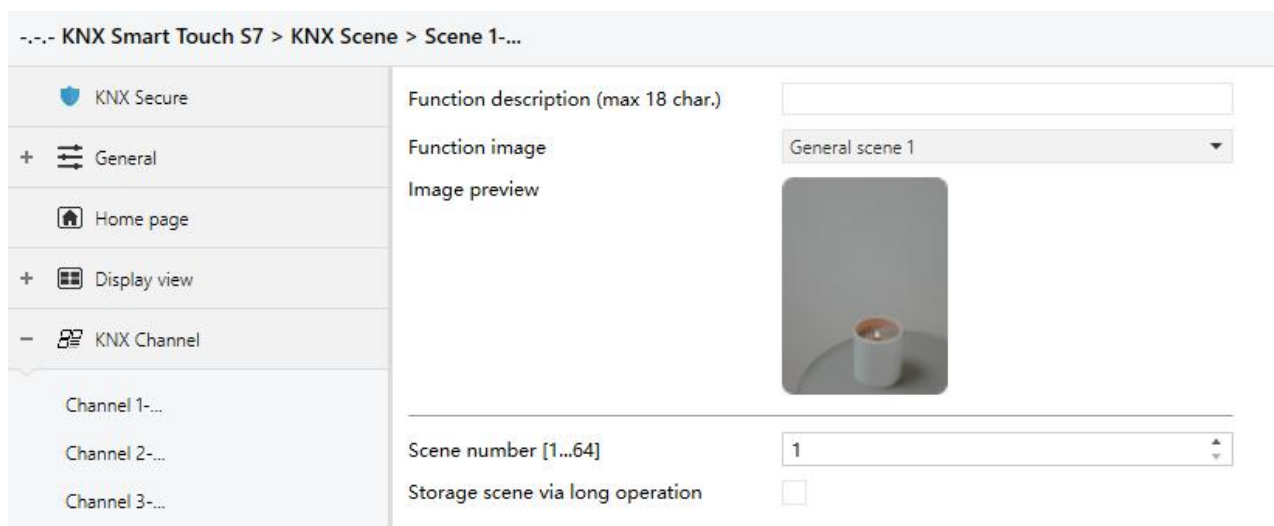 -.-.- KNX Smart Touch S7 > KNX Scene > Scene 1-...
KNX Secure
+ General
Home page
+ Display view
− KNX Channel
Channel 1-...
Channel 2-...
Channel 3-...
Function description (max 18 char.)
Function image General scene 1
Image preview
Scene number [1...64] 1
Storage scene via long operation